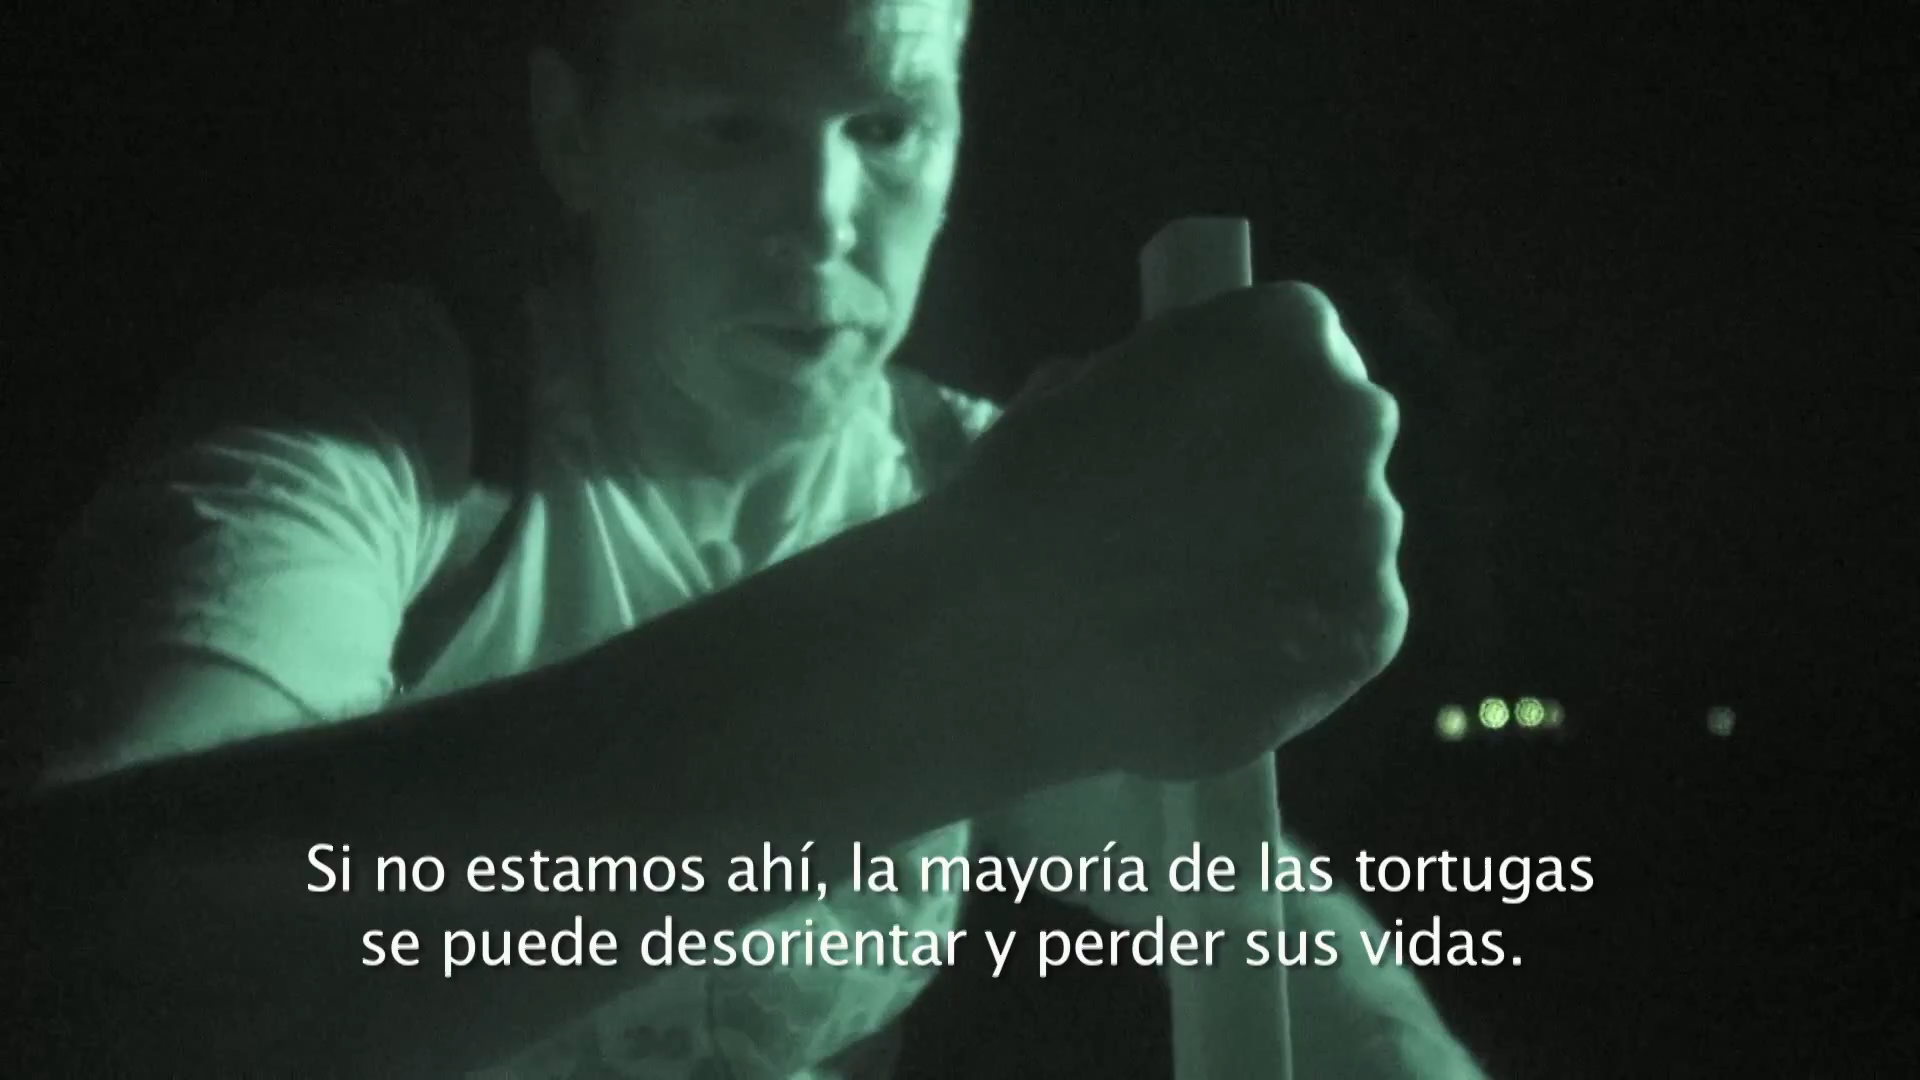 Si no estamos ahí, la mayoría de las tortugas
se puede desorientar y perder sus vidas.